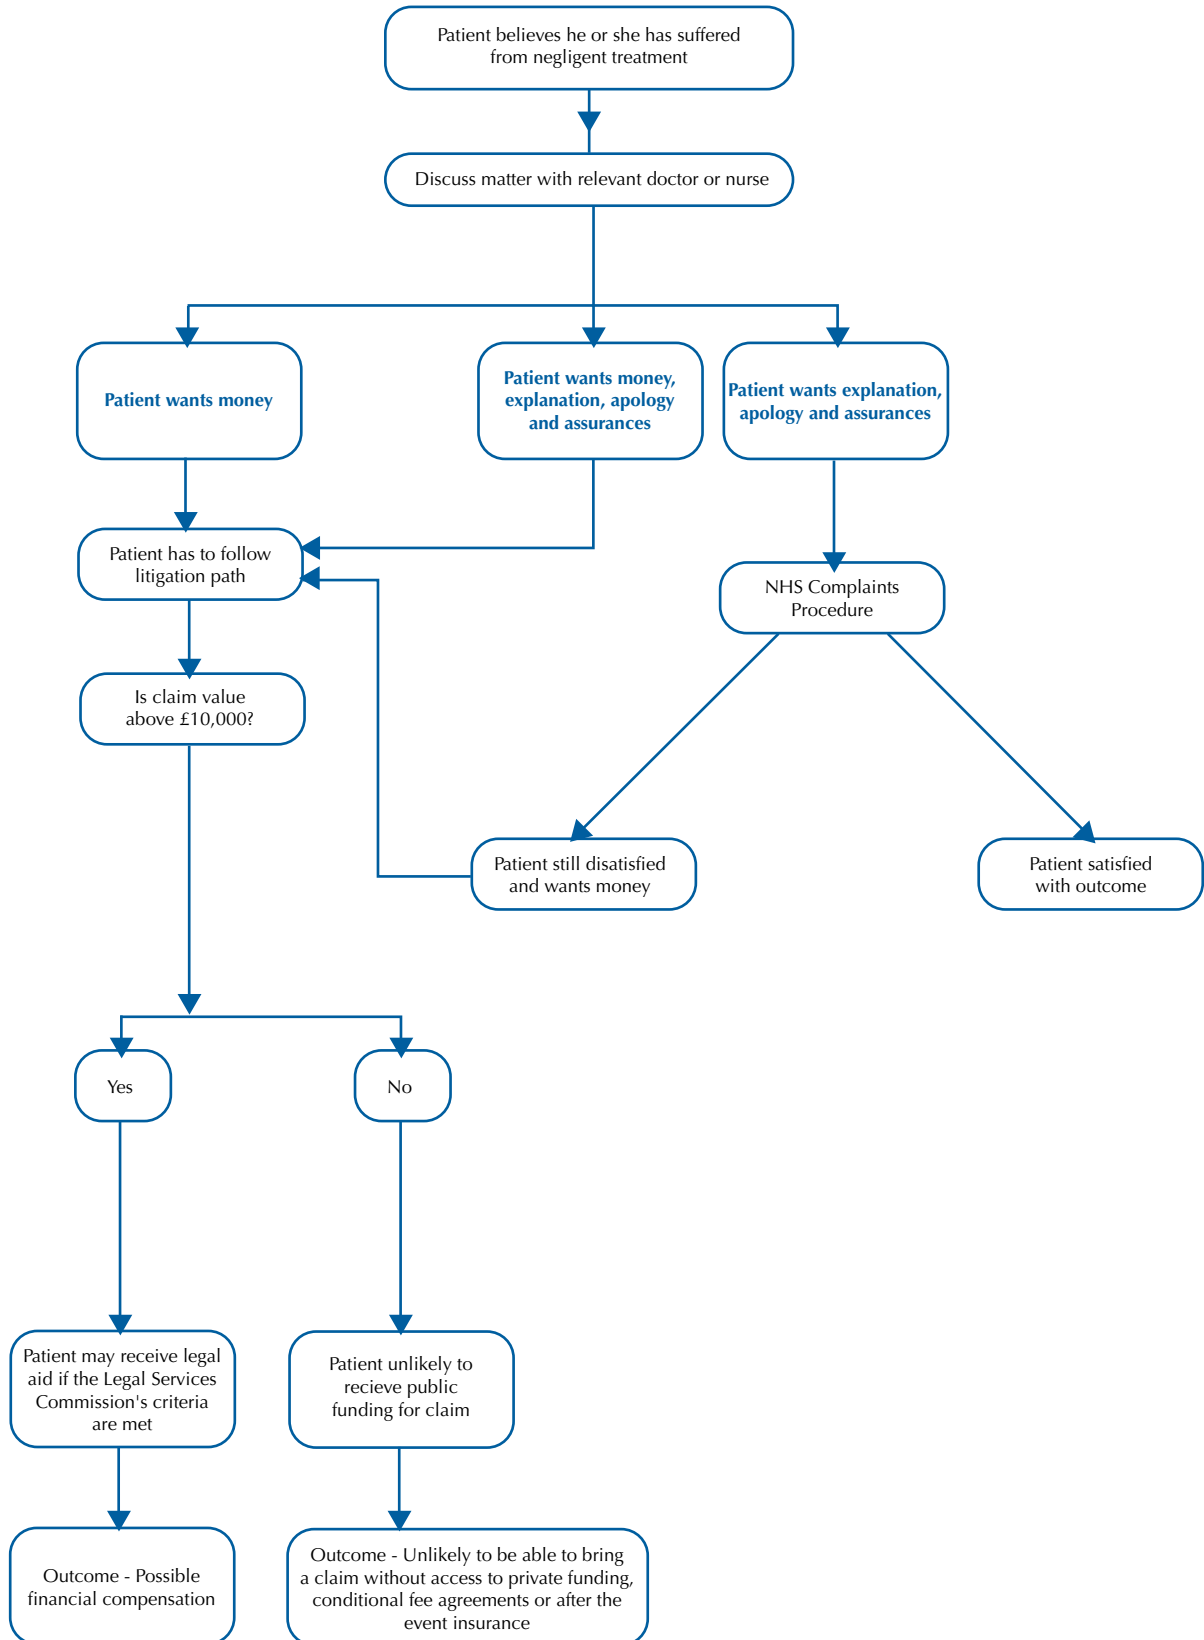 Patient believes he or she has suffered
from negligent treatment
Discuss matter with relevant doctor or nurse
Patient wants money
Patient wants money,
explanation, apology
and assurances
Patient wants explanation,
apology and assurances
Patient has to follow
litigation path
NHS Complaints
Procedure
Is claim value
above £10,000?
Patient still disatisfied
and wants money
Patient satisfied
with outcome
Yes
No
Patient may receive legal
aid if the Legal Services
Commission's criteria
are met
Patient unlikely to
recieve public
funding for claim
Outcome - Possible
financial compensation
Outcome - Unlikely to be able to bring
a claim without access to private funding,
conditional fee agreements or after the
event insurance